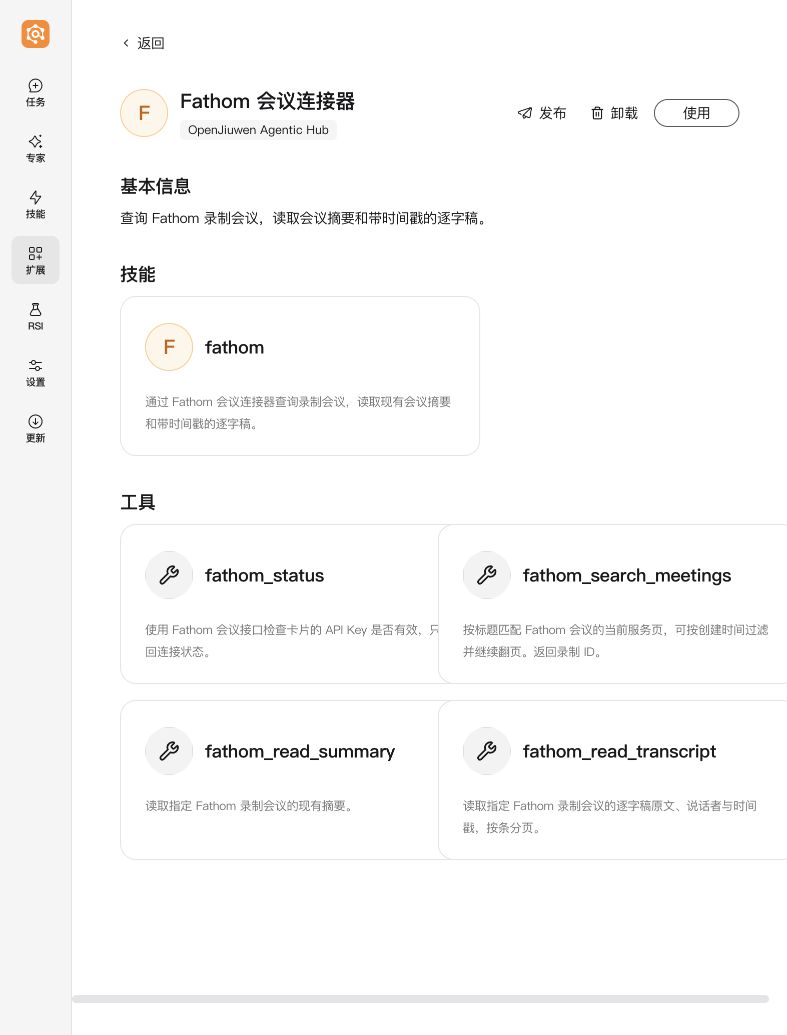 返回
任务
专家
技能
扩展
RSI
设置
更新
F
Fathom 会议连接器
OpenJiuwen Agentic Hub
发布
卸载
使用
基本信息
查询 Fathom 录制会议，读取会议摘要和带时间戳的逐字稿。
技能
F
fathom
通过 Fathom 会议连接器查询录制会议，读取现有会议摘要
和带时间戳的逐字稿。
工具
fathom_status
使用 Fathom 会议接口检查卡片的 API Key 是否有效，只
回连接状态。
fathom_search_meetings
按标题匹配 Fathom 会议的当前服务页，可按创建时间过滤
并继续翻页。返回录制 ID。
fathom_read_summary
读取指定 Fathom 录制会议的现有摘要。
fathom_read_transcript
读取指定 Fathom 录制会议的逐字稿原文、说话者与时间
戳，按条分页。